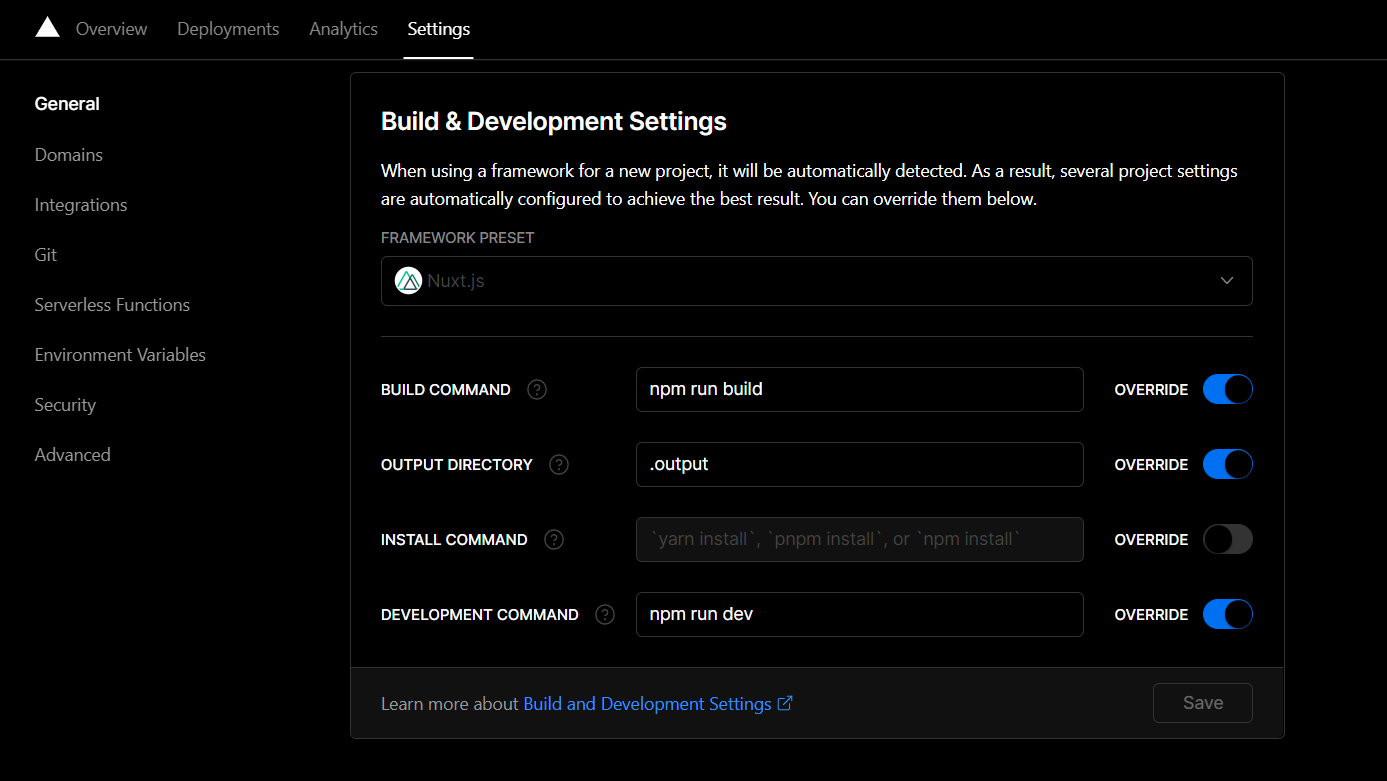 Overview Deployments Analytics Settings
General
Domains
Integrations
Git
Serverless Functions
Environment Variables
Security
Advanced
Build & Development Settings
When using a framework for a new project, it will be automatically detected. As a result, several project settings
are automatically configured to achieve the best result. You can override them below.
FRAMEWORK PRESET
Nuxt.js
BUILD COMMAND ? npm run build OVERRIDE
OUTPUT DIRECTORY ? .output OVERRIDE
INSTALL COMMAND ? `yarn install`, `pnpm install`, or `npm install` OVERRIDE
DEVELOPMENT COMMAND ? npm run dev OVERRIDE
Learn more about Build and Development Settings Save